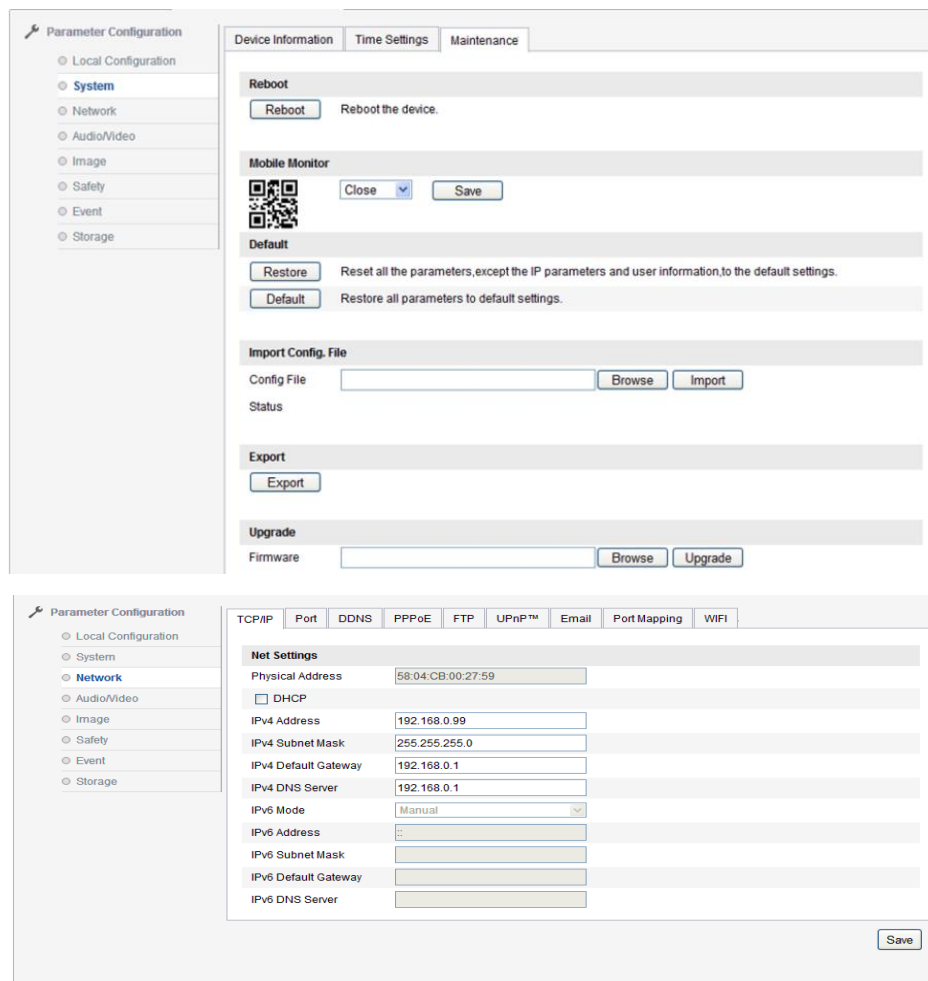 Parameter Configuration
Local Configuration
System
Network
Audio/Video
Image
Safety
Event
Storage
Device Information Time Settings Maintenance
Reboot
Reboot Reboot the device.
Mobile Monitor
Close Save
Default
Restore Reset all the parameters,except the IP parameters and user information,to the default settings.
Default Restore all parameters to default settings.
Import Config. File
Config File Browse Import
Status
Export
Export
Upgrade
Firmware Browse Upgrade
Parameter Configuration
Local Configuration
System
Network
Audio/Video
Image
Safety
Event
Storage
TCP/IP Port DDNS PPPoE FTP UPnP™ Email Port Mapping WIFI
Net Settings
Physical Address 58:04:CB:00:27:59
DHCP
IPv4 Address 192.168.0.99
IPv4 Subnet Mask 255.255.255.0
IPv4 Default Gateway 192.168.0.1
IPv4 DNS Server 192.168.0.1
IPv6 Mode Manual
IPv6 Address ::
IPv6 Subnet Mask
IPv6 Default Gateway
IPv6 DNS Server
Save